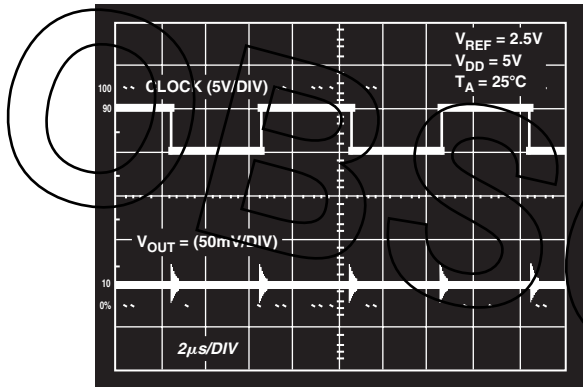 V_REF = 2.5V
V_DD = 5V
T_A = 25°C
100
CLOCK (5V/DIV)
90
V_OUT = (50mV/DIV)
10
0%
2μs/DIV
OBS